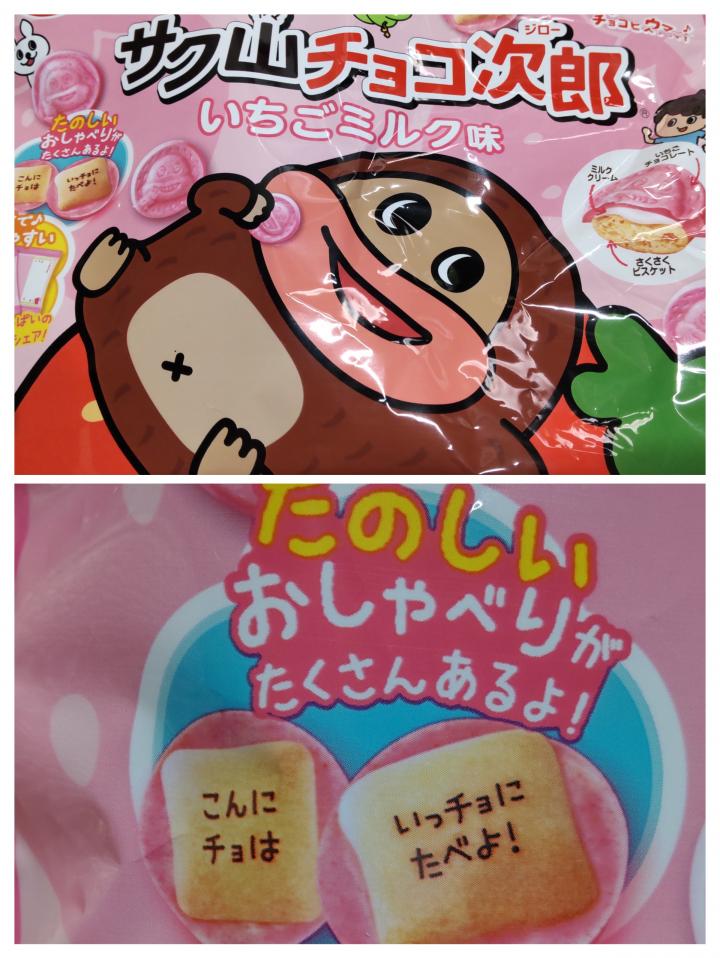 チョコビスウマッ
サク山チョコ次郎
ジロー
®
いちごミルク味
たのしい
おしゃべりが
たくさんあるよ!
こんに
チョは
いっチョに
たべよ!
いちご
チョコレート
ミルク
クリーム
さくさく
ビスケット
たのしい
おしゃべりが
たくさんあるよ!
こんに
チョは
いっチョに
たべよ!